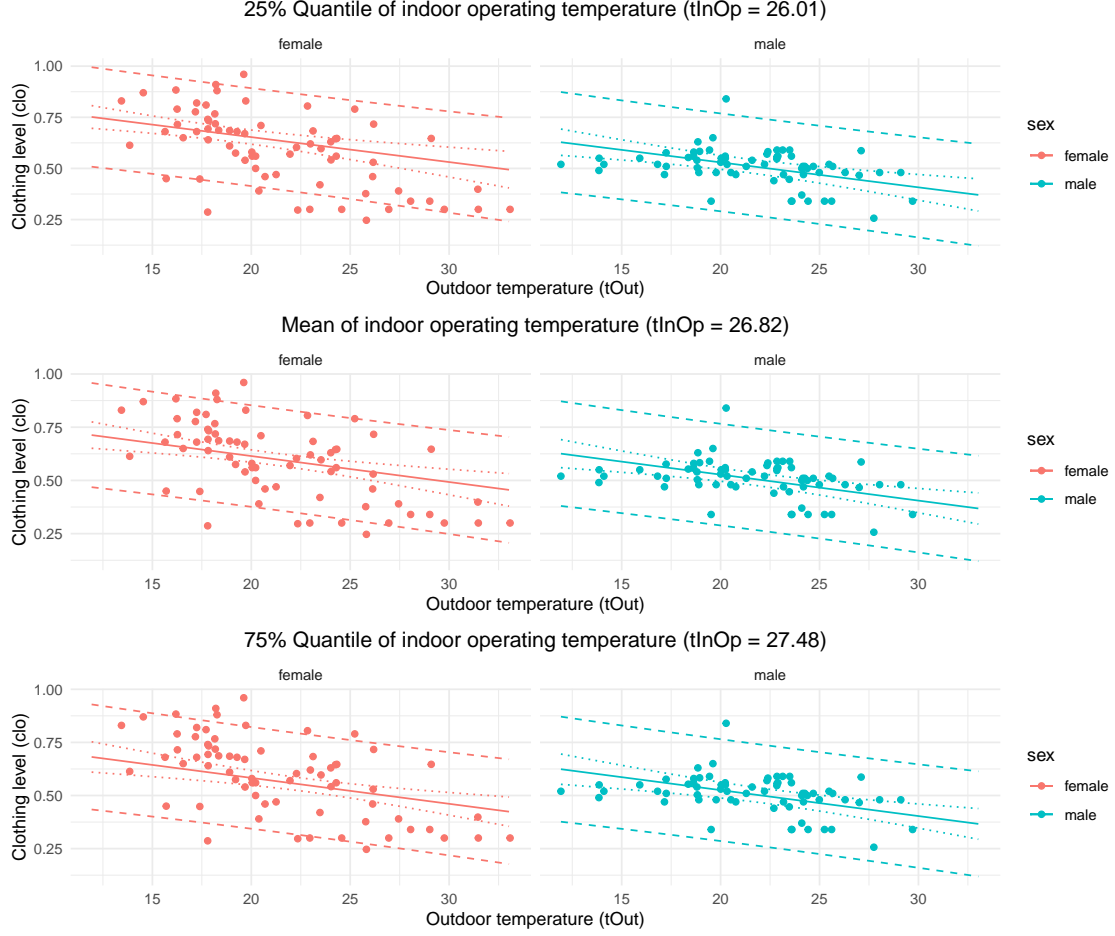 25% Quantile of indoor operating temperature (tInOp = 26.01)
female
male
1.00
0.75
0.50
0.25
Clothing level (clo)
15
20
25
30
15
20
25
30
Outdoor temperature (tOut)
sex
female
male
Mean of indoor operating temperature (tInOp = 26.82)
female
male
1.00
0.75
0.50
0.25
Clothing level (clo)
15
20
25
30
15
20
25
30
Outdoor temperature (tOut)
sex
female
male
75% Quantile of indoor operating temperature (tInOp = 27.48)
female
male
1.00
0.75
0.50
0.25
Clothing level (clo)
15
20
25
30
15
20
25
30
Outdoor temperature (tOut)
sex
female
male